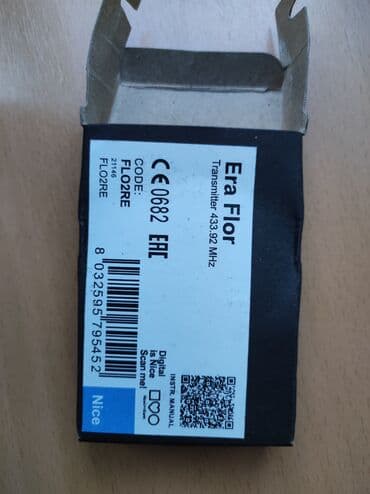 Era Flor
Transmitter 433.92 MHz
CE 0682 EAC
CODE:
FLO2RE
21146
FLO2RE
8 032595 795452
INSTR. MANUAL
Digital
is Nice
Scan me!
Nice